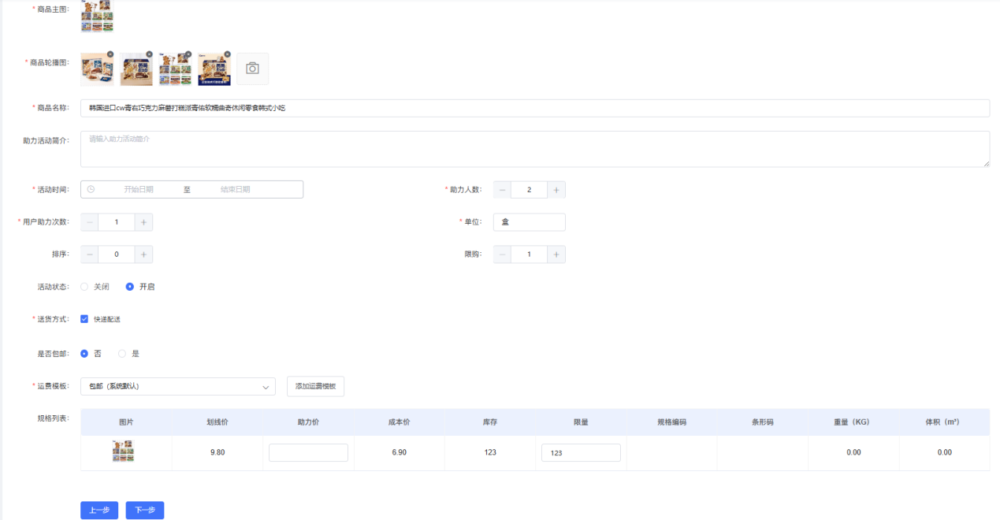 * 商品主图:
* 商品轮播图:
* 商品名称: 韩国进口cw青右巧克力麻薯打糕派青佑软糯曲奇休闲零食韩式小吃
助力活动简介: 请输入助力活动简介
* 活动时间: 开始日期 至 结束日期 * 助力人数: − 2 +
* 用户助力次数: − 1 + * 单位: 盒
排序: − 0 + 限购: − 1 +
活动状态: 关闭 开启
* 送货方式: 快递配送
是否包邮: 否 是
* 运费模板: 包邮（系统默认） 添加运费模板
规格列表: 图片 划线价 助力价 成本价 库存 限量 规格编码 条形码 重量（KG） 体积（m³）
9.80 6.90 123 123 0.00 0.00
上一步 下一步